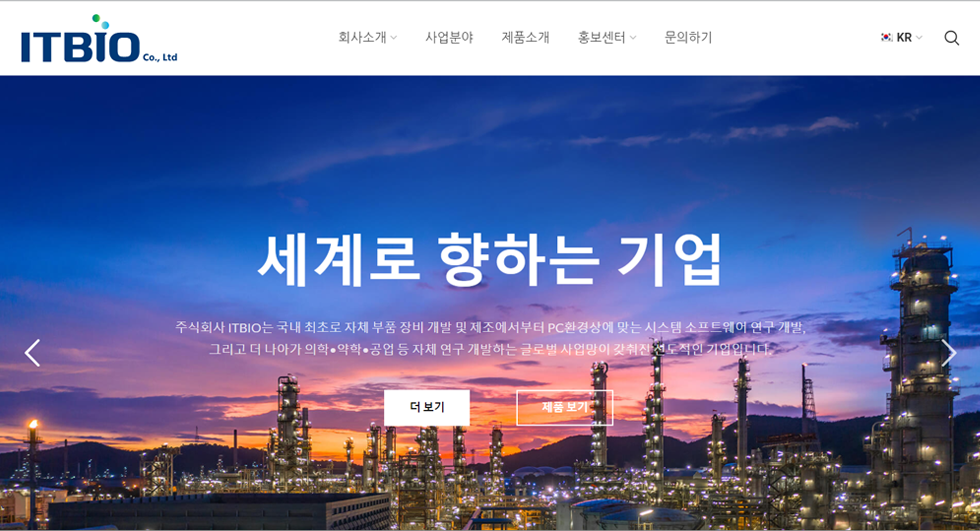 ITBIO Co., Ltd
회사소개 사업분야 제품소개 홍보센터 문의하기 KR
세계로 향하는 기업
주식회사 ITBIO는 국내 최초로 자체 부품 장비 개발 및 제조에서부터 PC환경상에 맞는 시스템 소프트웨어 연구 개발,
그리고 더 나아가 의학●약학●공업 등 자체 연구 개발하는 글로벌 사업망이 갖춰진 선도적인 기업입니다.
더 보기 제품 보기